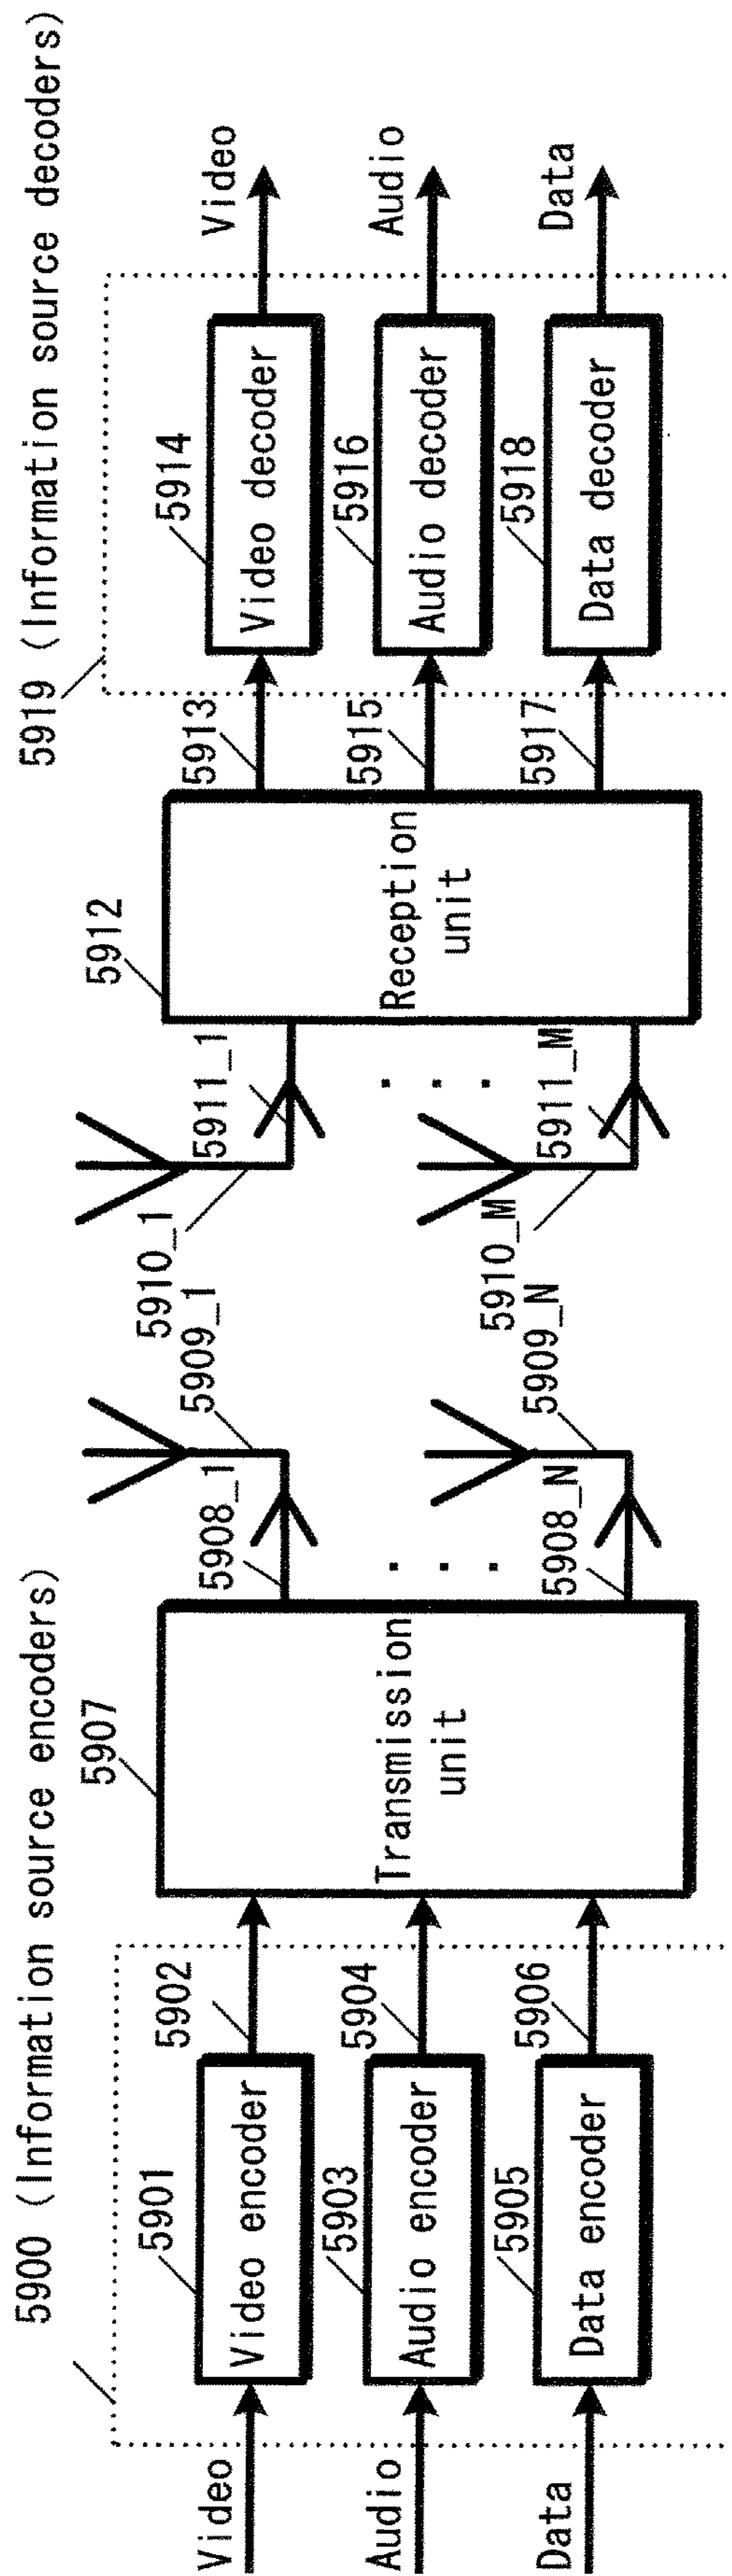 5900 (Information source encoders)
Video
5901
Video encoder
5902
Audio
5903
Audio encoder
5904
Data
5905
Data encoder
5906
5907
Transmission
unit
5908_1
5909_1
5908_N
5909_N
5910_1
5911_1
5910_M
5911_M
5912
Reception
unit
5913
5915
5917
5919 (Information source decoders)
5914
Video decoder
Video
5916
Audio decoder
Audio
5918
Data decoder
Data